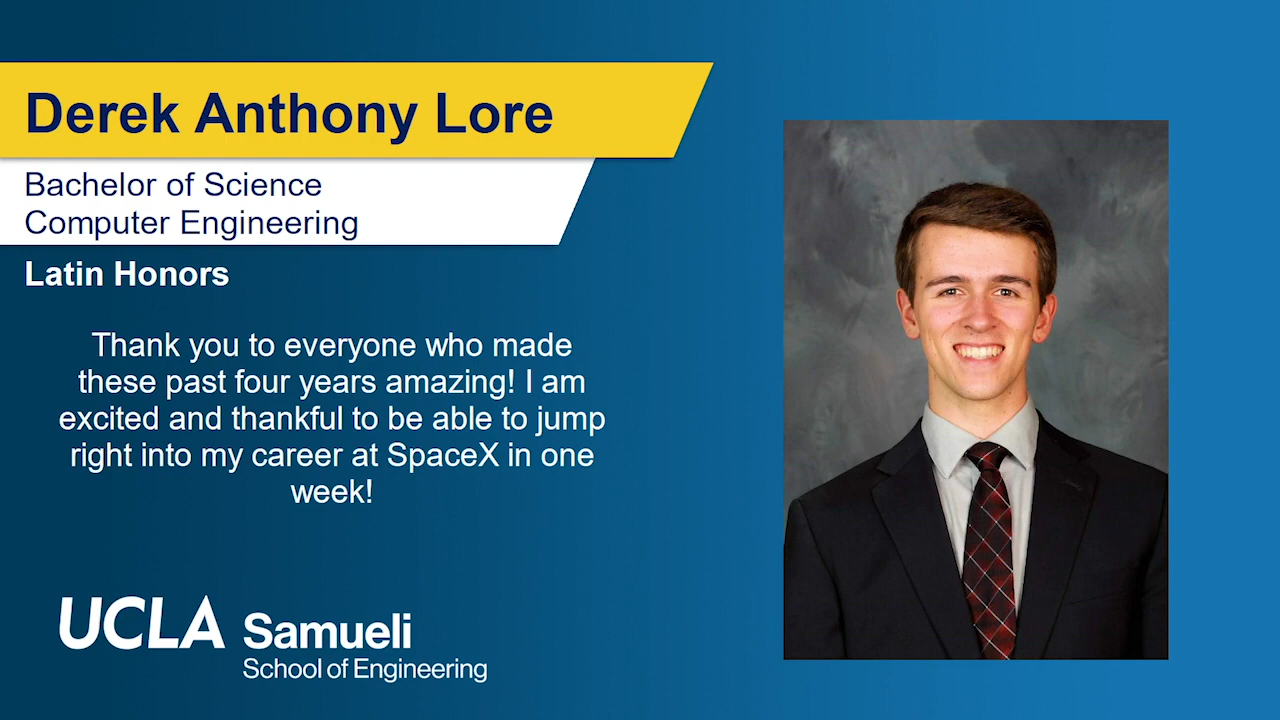 Derek Anthony Lore
Bachelor of Science
Computer Engineering
Latin Honors
Thank you to everyone who made
these past four years amazing! I am
excited and thankful to be able to jump
right into my career at SpaceX in one
week!
UCLA Samueli
School of Engineering